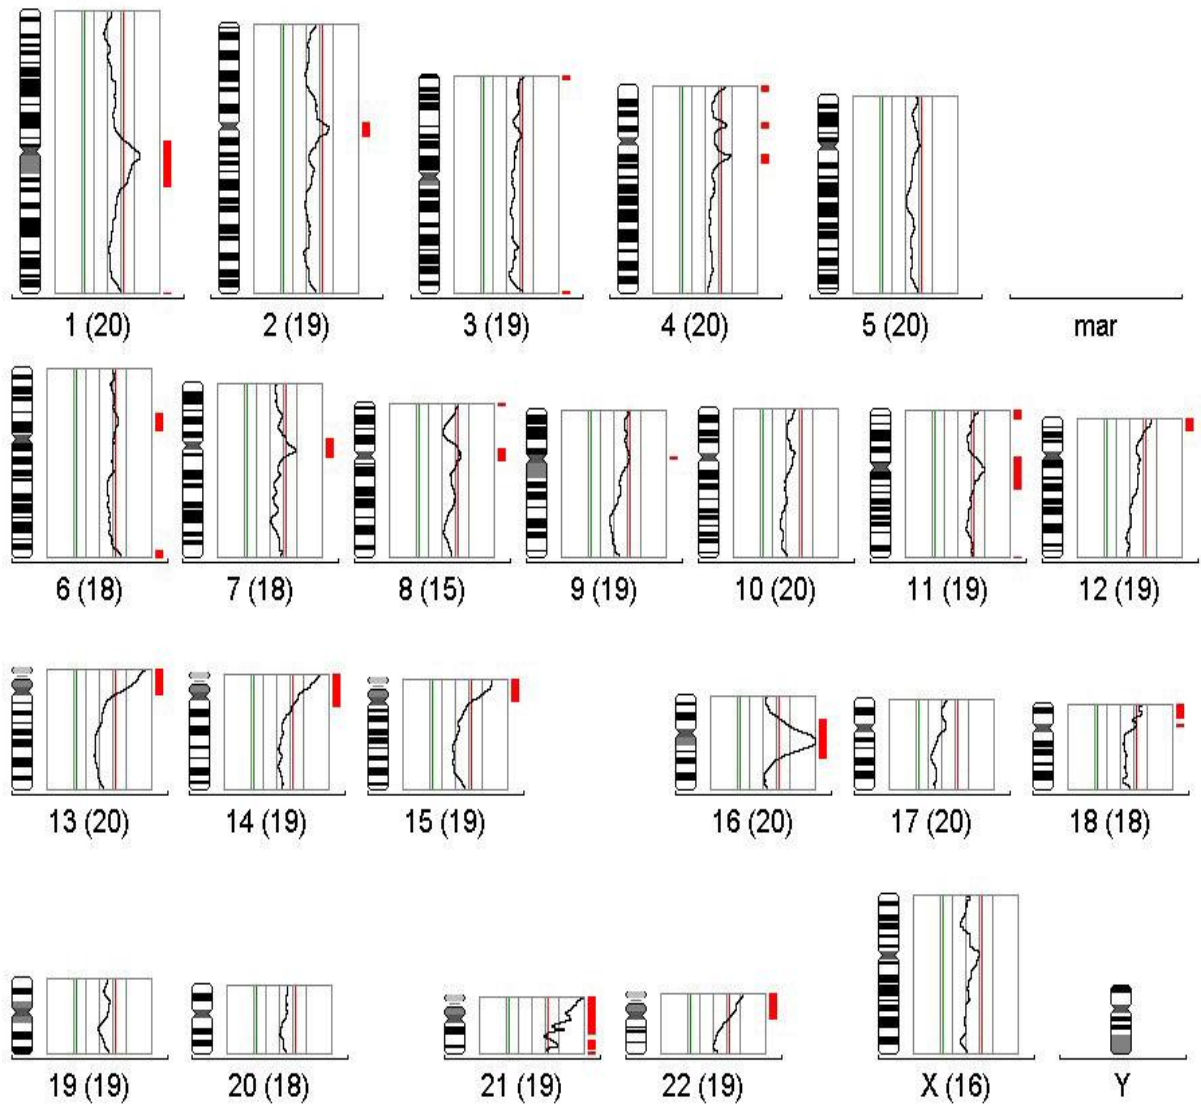 1 (20) 2 (19) 3 (19) 4 (20) 5 (20) mar
6 (18) 7 (18) 8 (15) 9 (19) 10 (20) 11 (19) 12 (19)
13 (20) 14 (19) 15 (19) 16 (20) 17 (20) 18 (18)
19 (19) 20 (18) 21 (19) 22 (19) X (16) Y